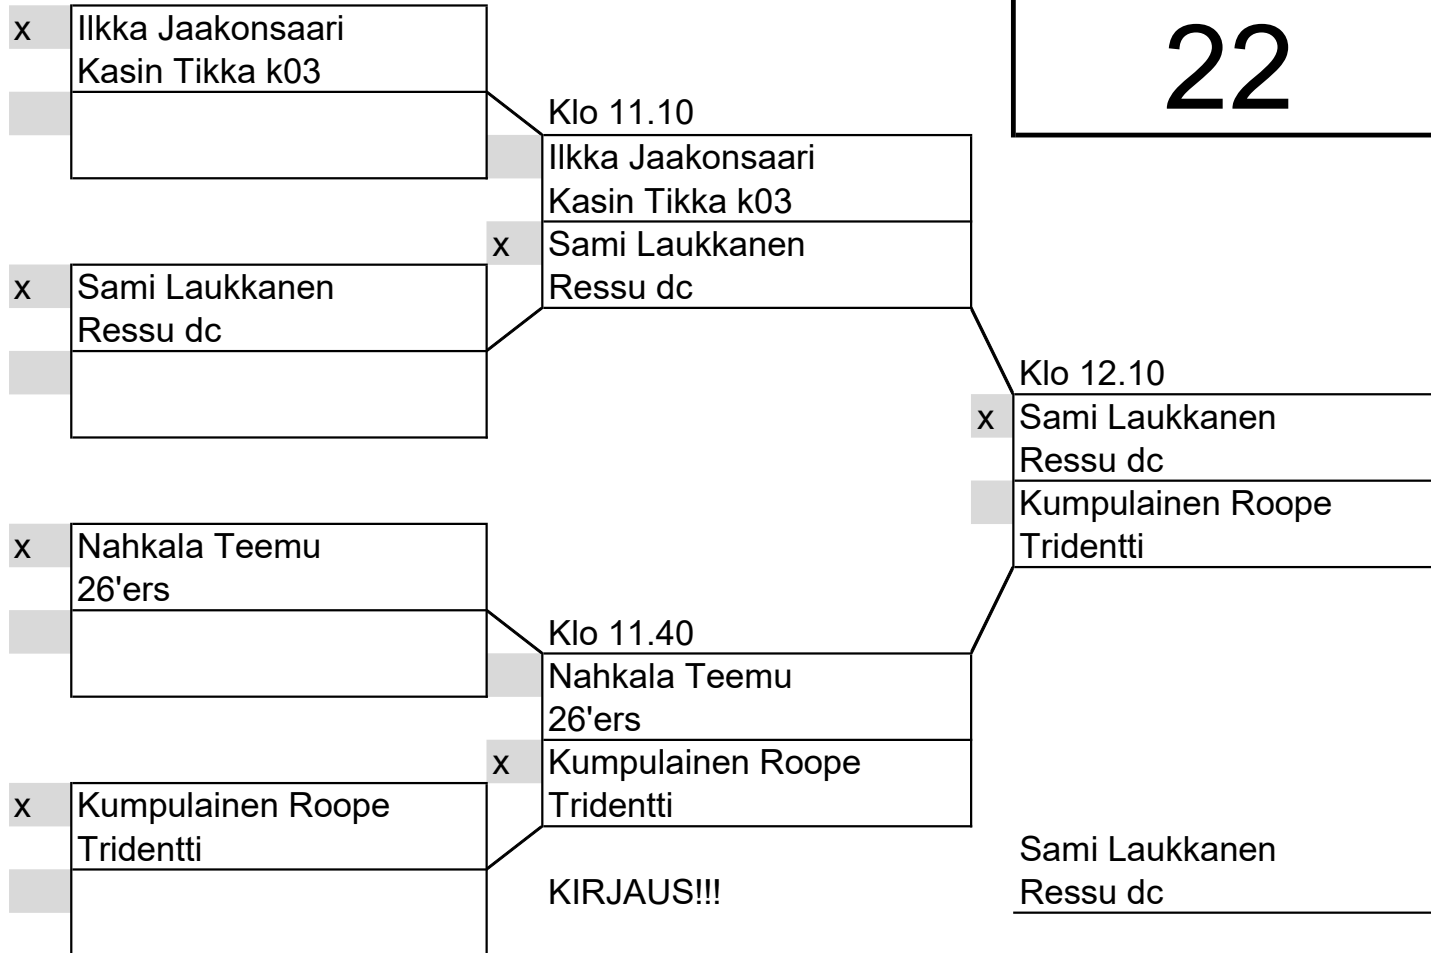 x Ilkka Jaakonsaari
Kasin Tikka k03
22
Klo 11.10
Ilkka Jaakonsaari
Kasin Tikka k03
x Sami Laukkanen
Ressu dc
x Sami Laukkanen
Ressu dc
Klo 12.10
x Sami Laukkanen
Ressu dc
Kumpulainen Roope
Tridentti
x Nahkala Teemu
26'ers
Klo 11.40
Nahkala Teemu
26'ers
x Kumpulainen Roope
Tridentti
x Kumpulainen Roope
Tridentti
Sami Laukkanen
Ressu dc
KIRJAUS!!!